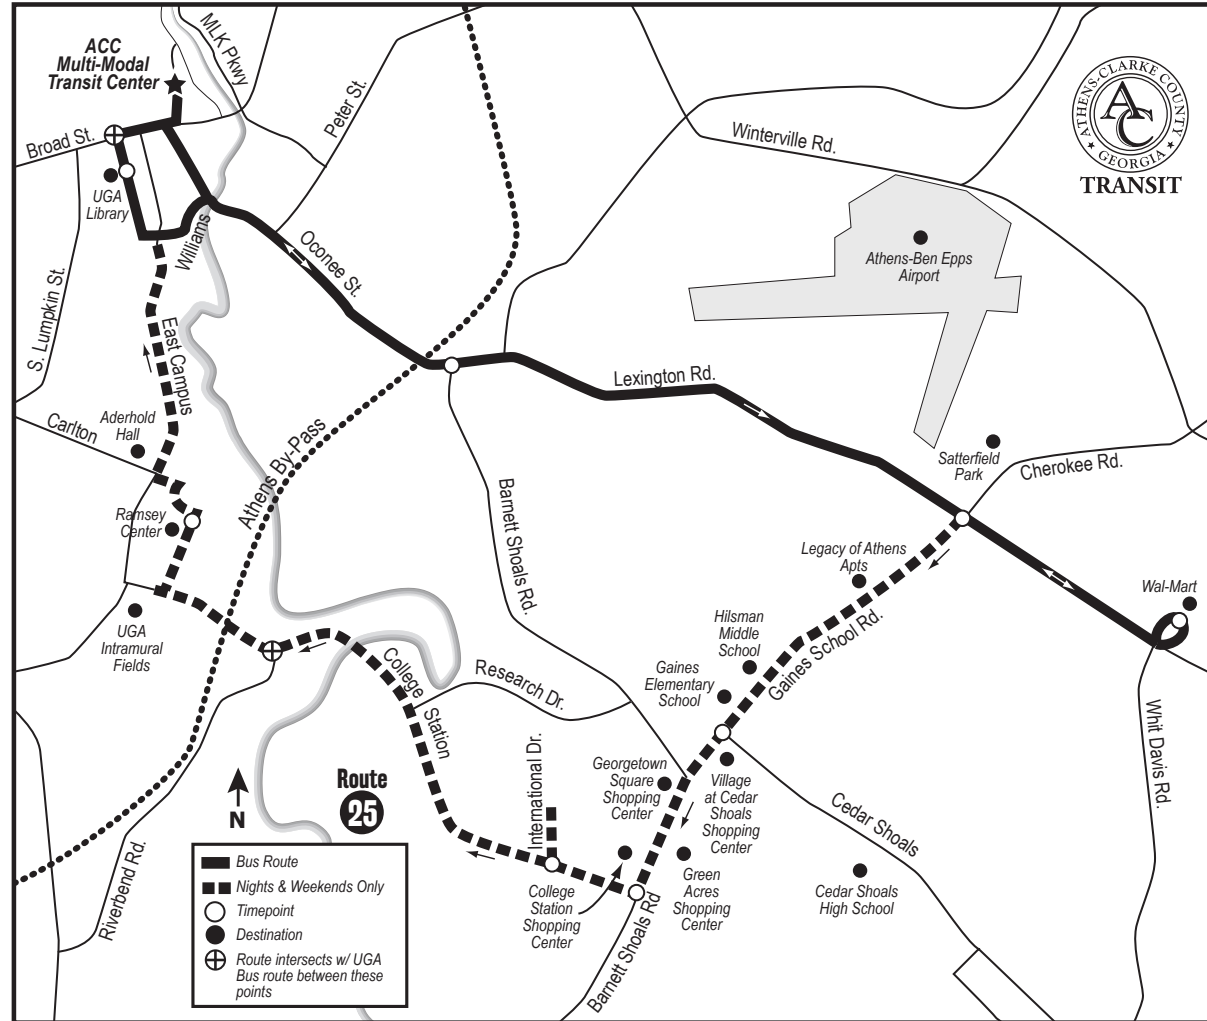 MLK Pkwy
ACC
Multi-Modal
Transit Center
Peter St.
Broad St.
Winterville Rd.
ATHENS-CLARKE COUNTY
AC
GEORGIA
TRANSIT
UGA
Library
Williams
Oconee St.
Athens-Ben Epps
Airport
S. Lumpkin St.
East Campus
Lexington Rd.
Carlton
Aderhold
Hall
Athens By-Pass
Satterfield
Park
Cherokee Rd.
Barnett Shoals Rd.
Ramsey
Center
Legacy of Athens
Apts
Wal-Mart
UGA
Intramural
Fields
Hilsman
Middle
School
Gaines School Rd.
Gaines
Elementary
School
College
Station
Research Dr.
Whit Davis Rd.
International Dr.
Georgetown
Square
Shopping
Center
Village
at Cedar
Shoals
Shopping
Center
Cedar Shoals
N
Route
25
Riverbend Rd.
College
Station
Shopping
Center
Green
Acres
Shopping
Center
Cedar Shoals
High School
Barnett Shoals Rd
Bus Route
Nights & Weekends Only
Timepoint
Destination
Route intersects w/ UGA
Bus route between these
points